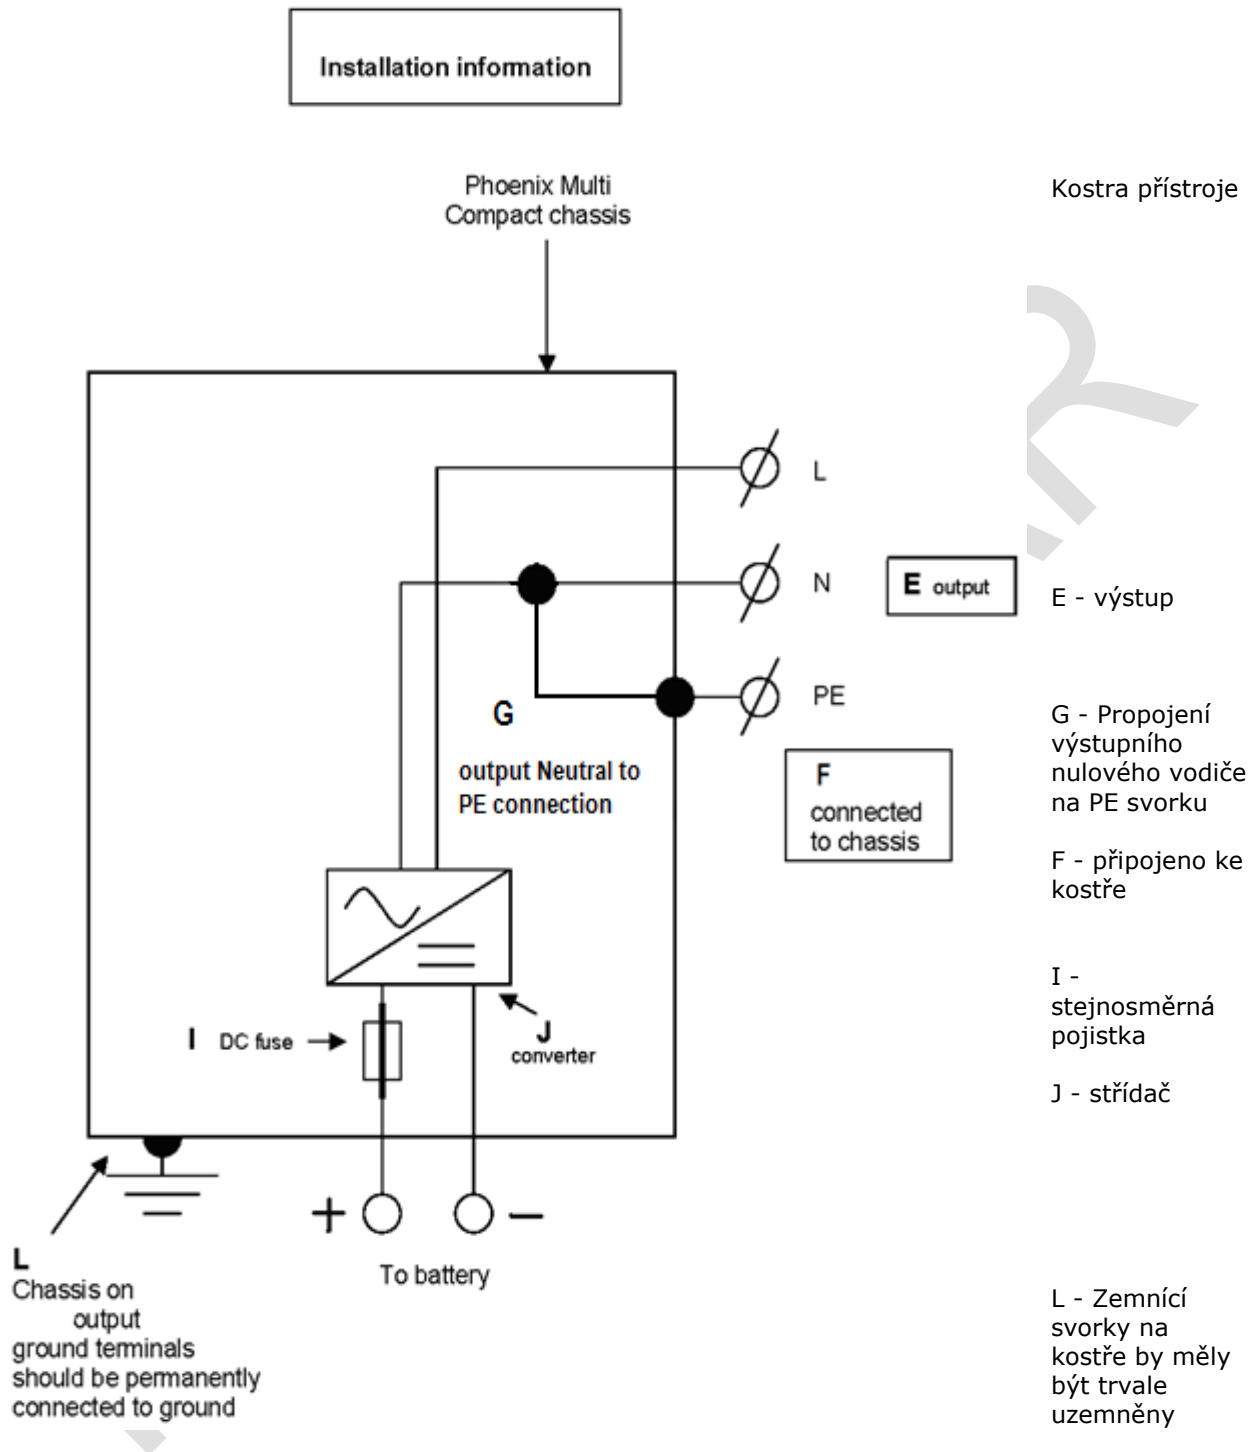 Installation information
Phoenix Multi
Compact chassis
Kostra přístroje
L
N
E output
E - výstup
PE
G
output Neutral to
PE connection
G - Propojení
výstupního
nulového vodiče
na PE svorku
F
connected
to chassis
F - připojeno ke
kostře
I DC fuse
J
converter
I -
stejnosměrná
pojistka
J - střídač
+
−
To battery
L
Chassis on
output
ground terminals
should be permanently
connected to ground
L - Zemnící
svorky na
kostře by měly
být trvale
uzemněny